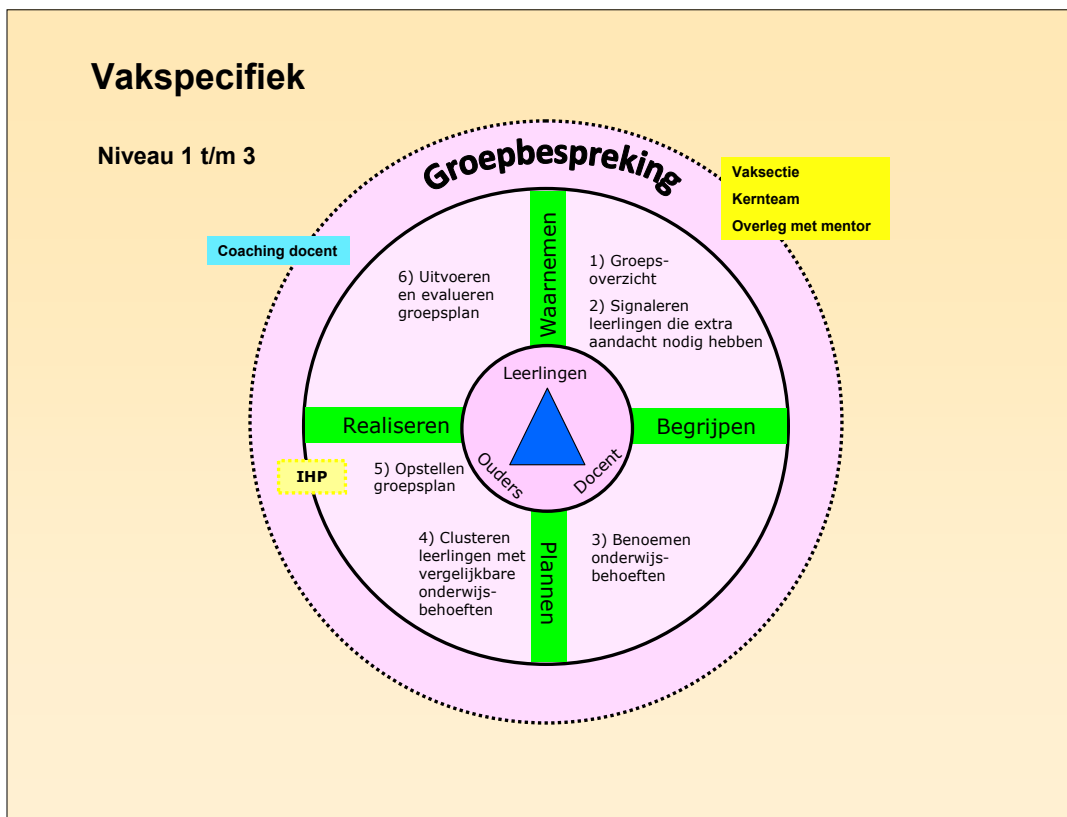 Vakspecifiek
Niveau 1 t/m 3
Groepbespreking
Vaksectie
Kernteam
Overleg met mentor
Coaching docent
Waarnemen
1) Groeps-
overzicht
2) Signaleren
leerlingen die extra
aandacht nodig hebben
6) Uitvoeren
en evalueren
groepsplan
Leerlingen
Realiseren
Begrijpen
Ouders
Docent
IHP
5) Opstellen
groepsplan
4) Clusteren
leerlingen met
vergelijkbare
onderwijs-
behoeften
Plannen
3) Benoemen
onderwijs-
behoeften